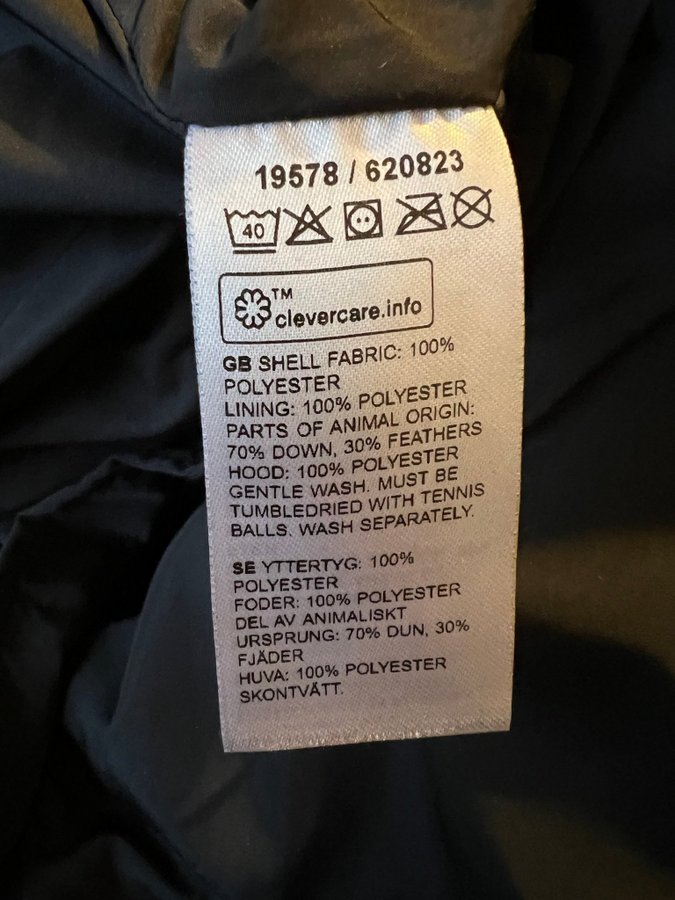 19578 / 620823
40
TM
clevercare.info
GB SHELL FABRIC: 100%
POLYESTER
LINING: 100% POLYESTER
PARTS OF ANIMAL ORIGIN:
70% DOWN, 30% FEATHERS
HOOD: 100% POLYESTER
GENTLE WASH. MUST BE
TUMBLEDRIED WITH TENNIS
BALLS. WASH SEPARATELY.
SE YTTERTYG: 100%
POLYESTER
FODER: 100% POLYESTER
DEL AV ANIMALISKT
URSPRUNG: 70% DUN, 30%
FJÄDER
HUVA: 100% POLYESTER
SKONTVÄTT.